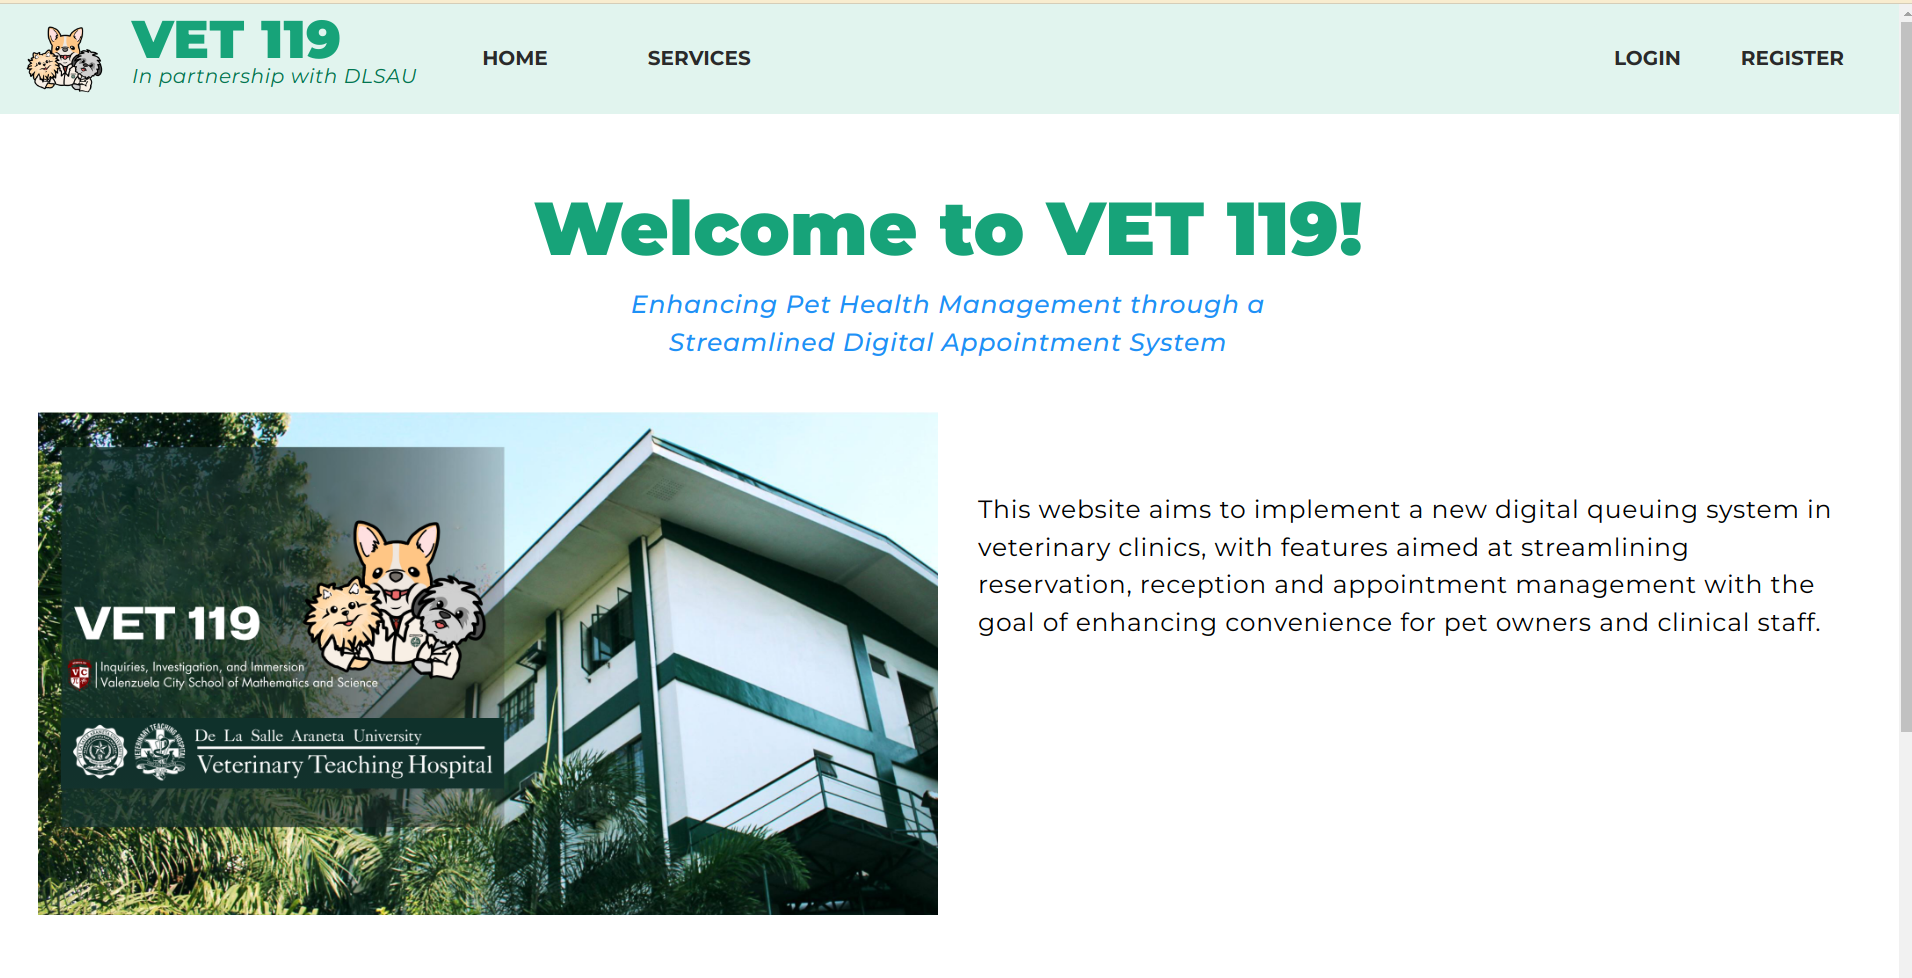 VET 119
In partnership with DLSAU
HOME
SERVICES
LOGIN
REGISTER
Welcome to VET 119!
Enhancing Pet Health Management through a
Streamlined Digital Appointment System
VET 119
Inquiries, Investigation, and Immersion
Valenzuela City School of Mathematics and Science
De La Salle Araneta University
Veterinary Teaching Hospital
This website aims to implement a new digital queuing system in
veterinary clinics, with features aimed at streamlining
reservation, reception and appointment management with the
goal of enhancing convenience for pet owners and clinical staff.